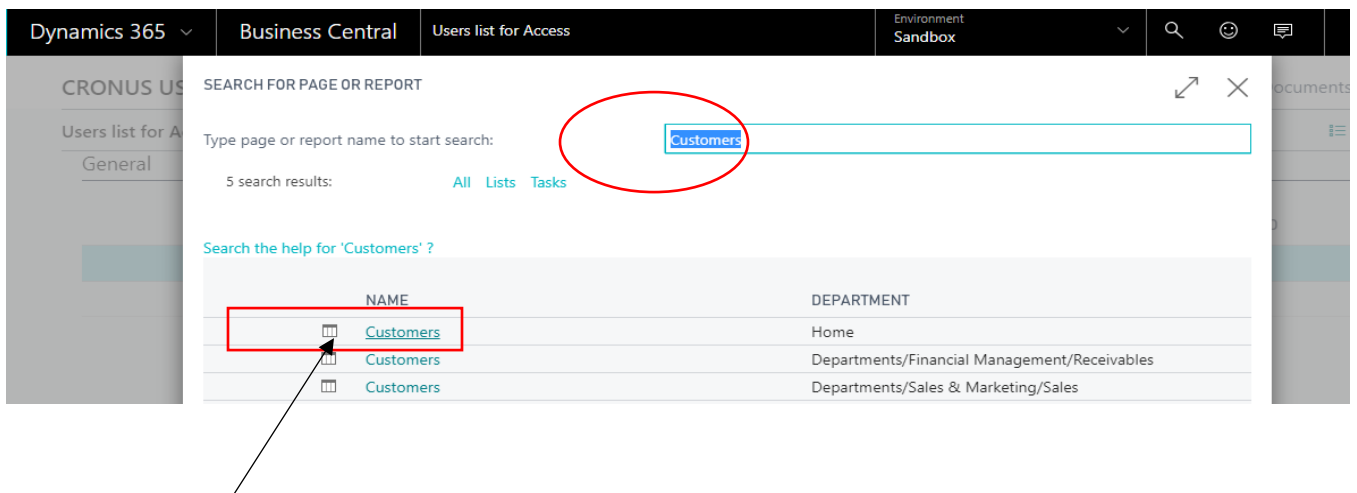 Dynamics 365 Business Central Users list for Access Environment Sandbox
CRONUS US SEARCH FOR PAGE OR REPORT ocuments
Users list for A Type page or report name to start search: Customers
General
5 search results: All Lists Tasks
Search the help for 'Customers' ?
NAME DEPARTMENT
Customers Home
Customers Departments/Financial Management/Receivables
Customers Departments/Sales & Marketing/Sales